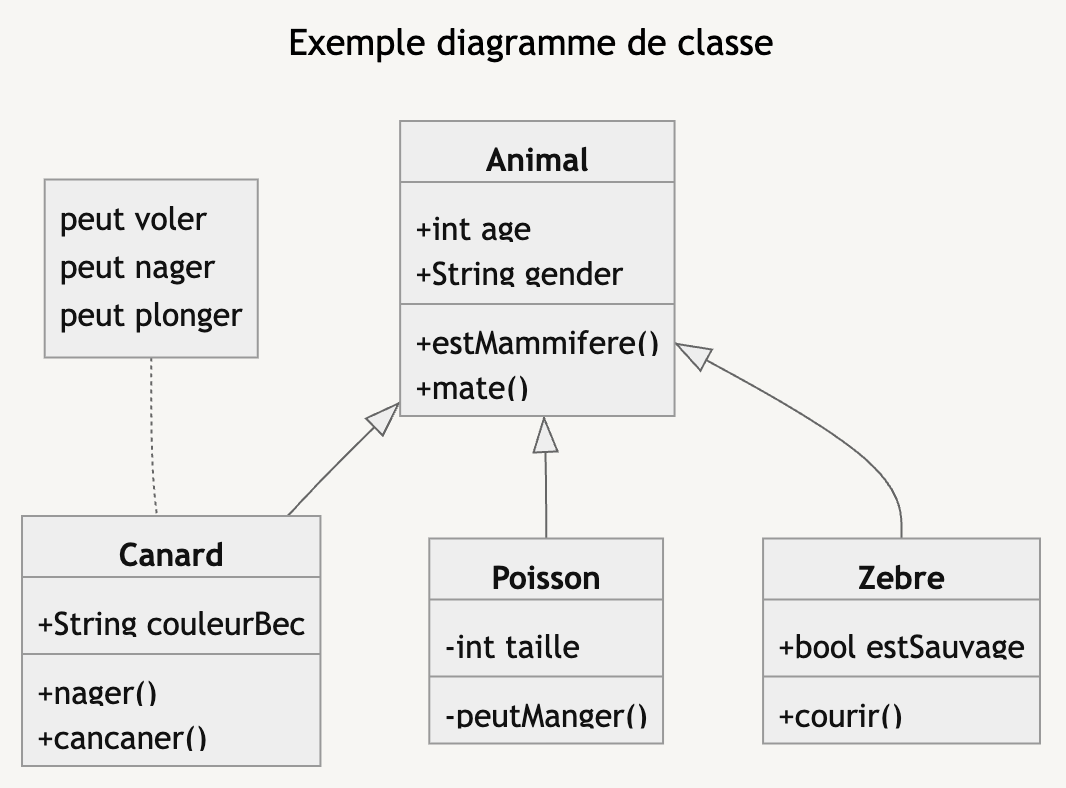 Exemple diagramme de classe
peut voler
peut nager
peut plonger
Animal
+int age
+String gender
+estMammifere()
+mate()
Canard
+String couleurBec
+nager()
+cancaner()
Poisson
-int taille
-peutManger()
Zebre
+bool estSauvage
+courir()